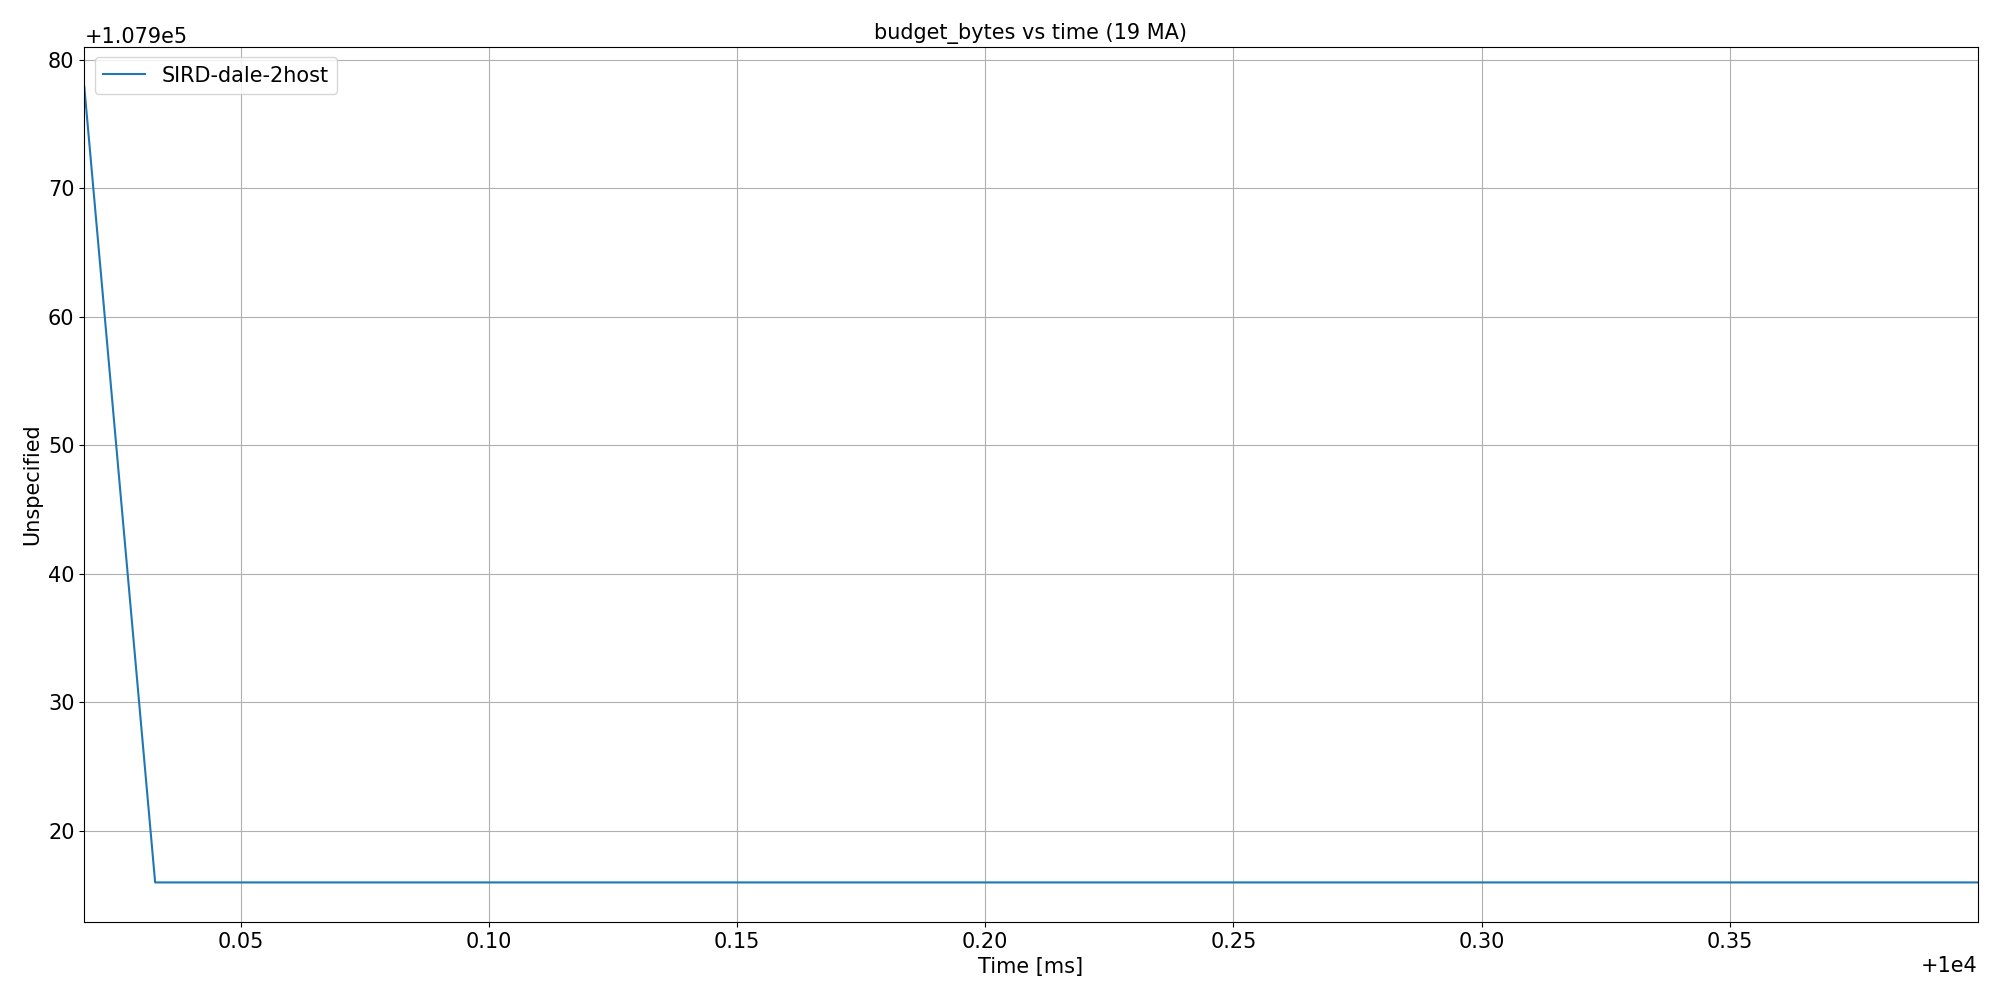 budget_bytes vs time (19 MA)
+1.079e5
SIRD-dale-2host
80
70
60
50
40
30
20
Unspecified
0.05 0.10 0.15 0.20 0.25 0.30 0.35
Time [ms]
+1e4